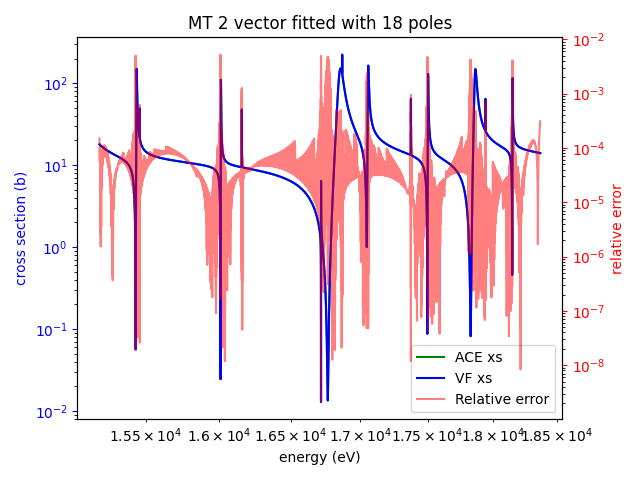 MT 2 vector fitted with 18 poles
cross section (b)
10²
10¹
10⁰
10⁻¹
10⁻²
10⁻²
10⁻³
10⁻⁴
10⁻⁵
10⁻⁶
10⁻⁷
10⁻⁸
relative error
ACE xs
VF xs
Relative error
1.55 × 10⁴ 1.6 × 10⁴ 1.65 × 10⁴ 1.7 × 10⁴ 1.75 × 10⁴ 1.8 × 10⁴ 1.85 × 10⁴
energy (eV)